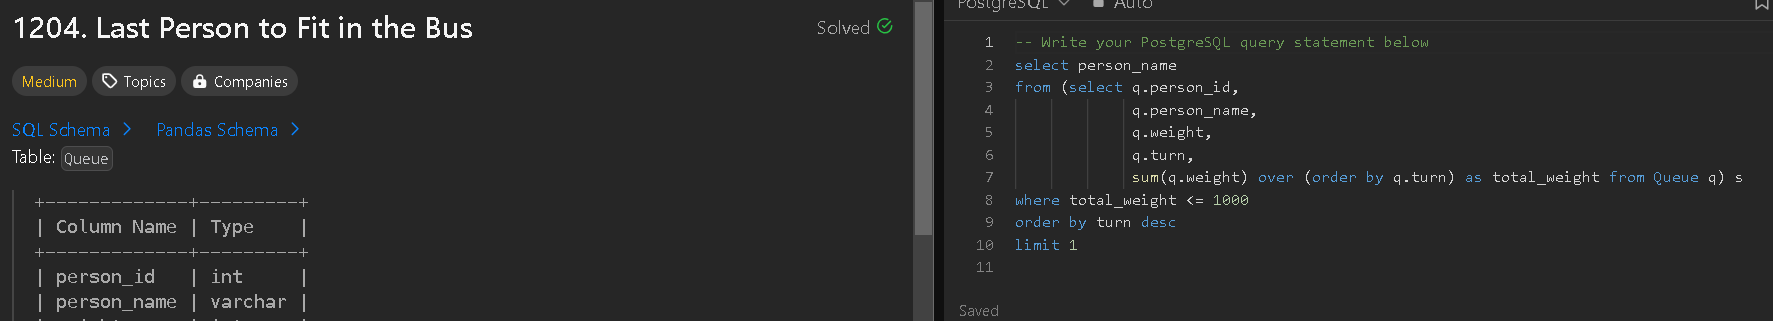 1204. Last Person to Fit in the Bus
Solved
Medium Topics Companies
SQL Schema > Pandas Schema >
Table: Queue
+-------------+---------+
| Column Name | Type    |
+-------------+---------+
| person_id   | int     |
| person_name | varchar |
PostgreSQL Auto
1 -- Write your PostgreSQL query statement below
2 select person_name
3 from (select q.person_id,
4 q.person_name,
5 q.weight,
6 q.turn,
7 sum(q.weight) over (order by q.turn) as total_weight from Queue q) s
8 where total_weight <= 1000
9 order by turn desc
10 limit 1
11
Saved